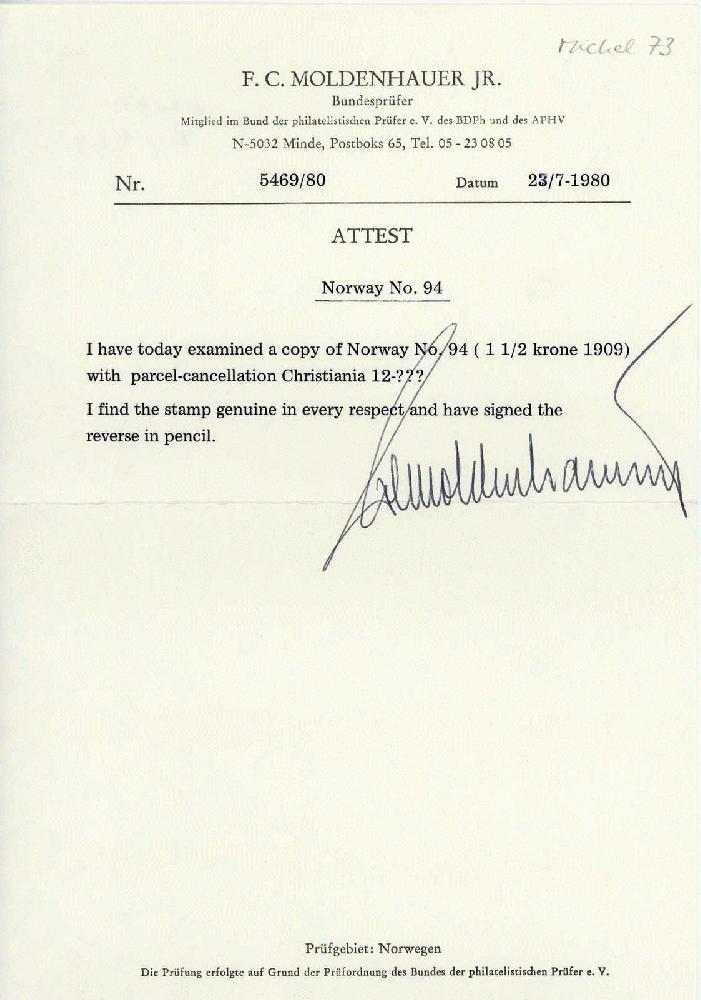 Michel 73
F. C. MOLDENHAUER JR.
Bundesprüfer
Mitglied im Bund der philatelistischen Prüfer e. V. des BDPh und des APHV
N-5032 Minde, Postboks 65, Tel. 05 - 23 08 05
Nr. 5469/80 Datum 23/7-1980
ATTEST
Norway No. 94
I have today examined a copy of Norway No. 94 ( 1 1/2 krone 1909)
with parcel-cancellation Christiania 12-???
I find the stamp genuine in every respect and have signed the
reverse in pencil.
Prüfgebiet: Norwegen
Die Prüfung erfolgte auf Grund der Prüfordnung des Bundes der philatelistischen Prüfer e. V.